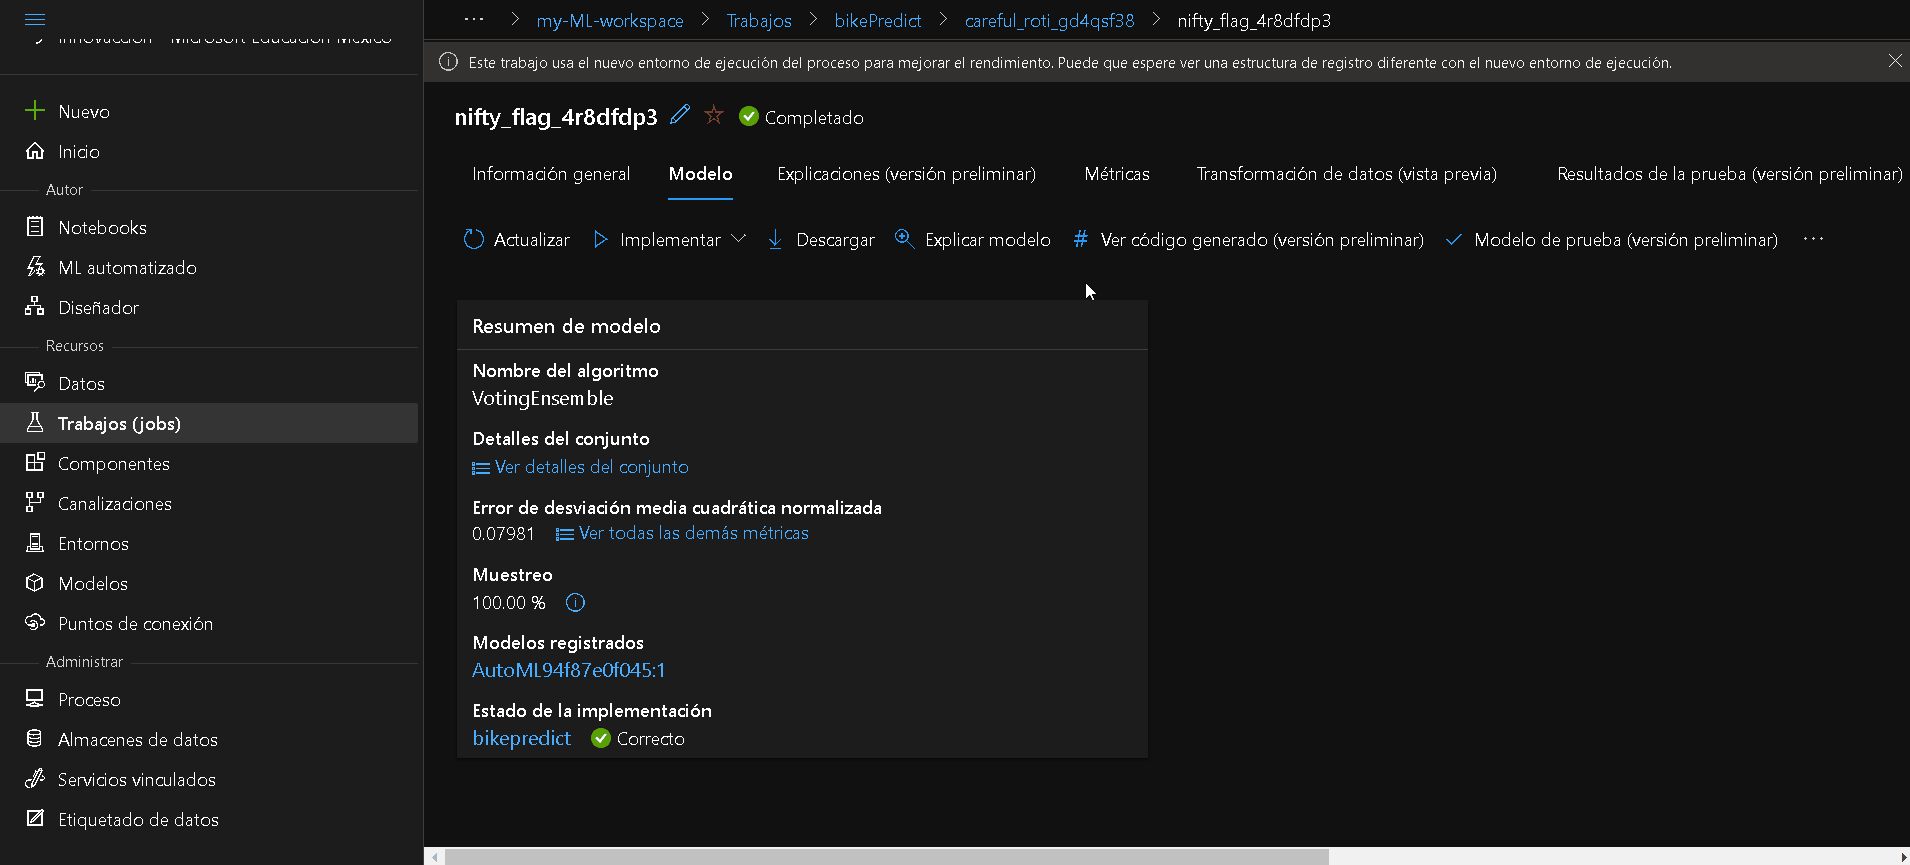 ··· > my-ML-workspace > Trabajos > bikePredict > careful_roti_gd4qsf38 > nifty_flag_4r8dfdp3
Innovacción - Microsoft Educación México
Este trabajo usa el nuevo entorno de ejecución del proceso para mejorar el rendimiento. Puede que espere ver una estructura de registro diferente con el nuevo entorno de ejecución.
Nuevo
Inicio
Autor
Notebooks
ML automatizado
Diseñador
Recursos
Datos
Trabajos (jobs)
Componentes
Canalizaciones
Entornos
Modelos
Puntos de conexión
Administrar
Proceso
Almacenes de datos
Servicios vinculados
Etiquetado de datos
nifty_flag_4r8dfdp3 Completado
Información general Modelo Explicaciones (versión preliminar) Métricas Transformación de datos (vista previa) Resultados de la prueba (versión preliminar)
Actualizar Implementar Descargar Explicar modelo # Ver código generado (versión preliminar) Modelo de prueba (versión preliminar) ···
Resumen de modelo
Nombre del algoritmo
VotingEnsemble
Detalles del conjunto
Ver detalles del conjunto
Error de desviación media cuadrática normalizada
0.07981 Ver todas las demás métricas
Muestreo
100.00 %
Modelos registrados
AutoML94f87e0f045:1
Estado de la implementación
bikepredict Correcto